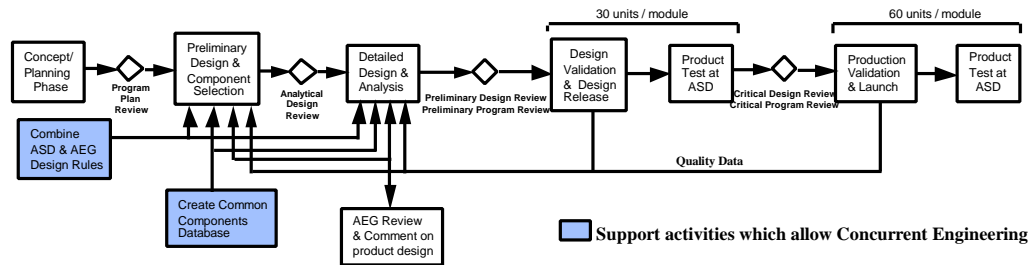 30 units / module
60 units / module
Concept/
Planning
Phase
Program
Plan
Review
Preliminary
Design &
Component
Selection
Analytical
Design
Review
Detailed
Design &
Analysis
Preliminary Design Review
Preliminary Program Review
Design
Validation
& Design
Release
Product
Test at
ASD
Critical Design Review
Critical Program Review
Production
Validation
& Launch
Product
Test at
ASD
Combine
ASD & AEG
Design Rules
Quality Data
Create Common
Components
Database
AEG Review
& Comment on
product design
Support activities which allow Concurrent Engineering